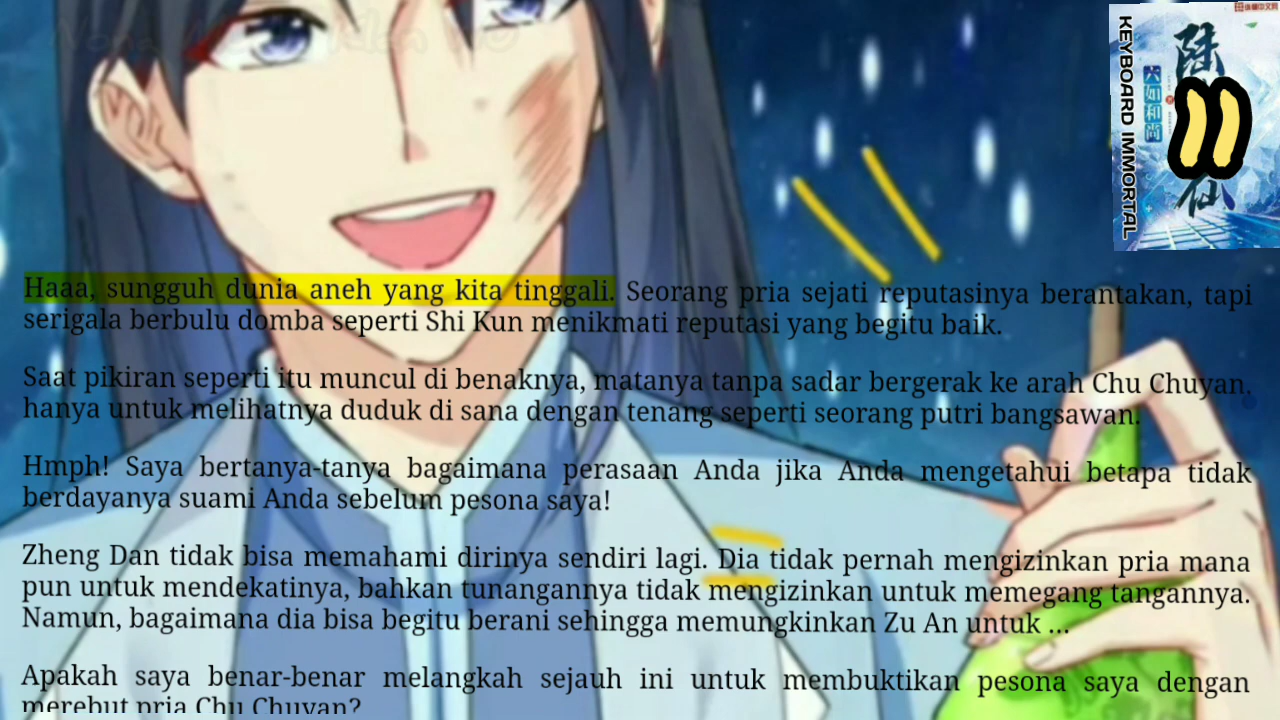 KEYBOARD IMMORTAL
Haaa, sungguh dunia aneh yang kita tinggali. Seorang pria sejati reputasinya berantakan, tapi
serigala berbulu domba seperti Shi Kun menikmati reputasi yang begitu baik.
Saat pikiran seperti itu muncul di benaknya, matanya tanpa sadar bergerak ke arah Chu Chuyan,
hanya untuk melihatnya duduk di sana dengan tenang seperti seorang putri bangsawan.
Hmph! Saya bertanya-tanya bagaimana perasaan Anda jika Anda mengetahui betapa tidak
berdayanya suami Anda sebelum pesona saya!
Zheng Dan tidak bisa memahami dirinya sendiri lagi. Dia tidak pernah mengizinkan pria mana
pun untuk mendekatinya, bahkan tunangannya tidak mengizinkan untuk memegang tangannya.
Namun, bagaimana dia bisa begitu berani sehingga memungkinkan Zu An untuk ...
Apakah saya benar-benar melangkah sejauh ini untuk membuktikan pesona saya dengan
merebut pria Chu Chuyan?